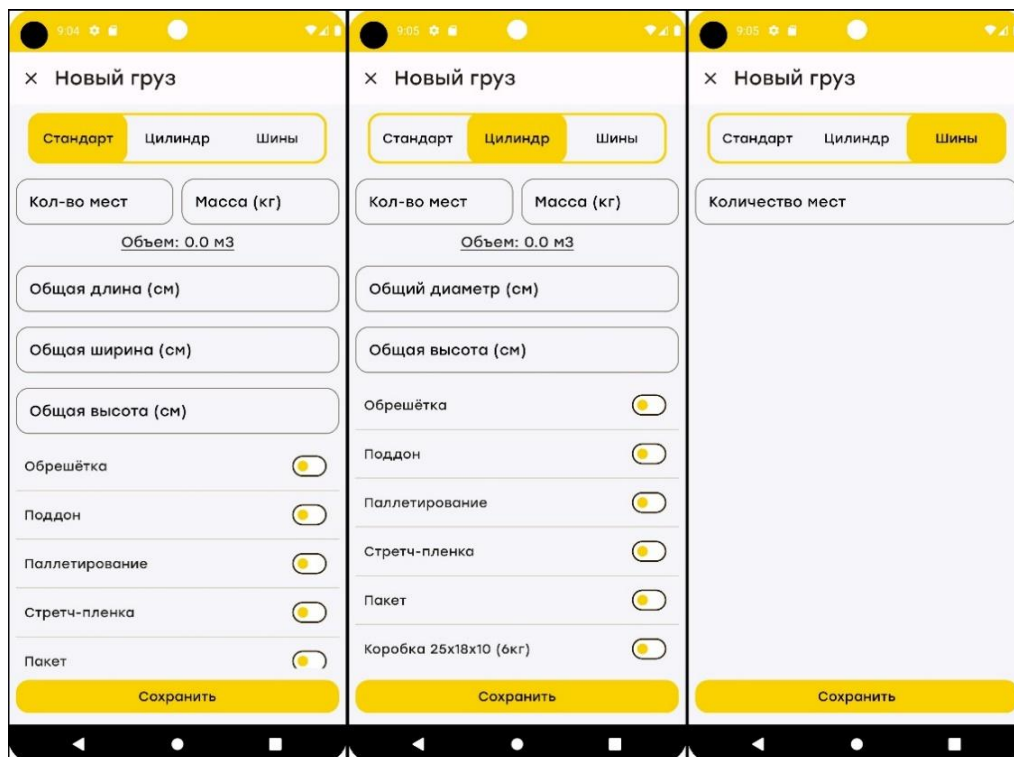 9:04
Новый груз
Стандарт Цилиндр Шины
Кол-во мест Масса (кг)
Объем: 0.0 м3
Общая длина (см)
Общая ширина (см)
Общая высота (см)
Обрешётка
Поддон
Паллетирование
Стретч-пленка
Пакет
Сохранить
9:05
Новый груз
Стандарт Цилиндр Шины
Кол-во мест Масса (кг)
Объем: 0.0 м3
Общий диаметр (см)
Общая высота (см)
Обрешётка
Поддон
Паллетирование
Стретч-пленка
Пакет
Коробка 25x18x10 (6кг)
Сохранить
9:05
Новый груз
Стандарт Цилиндр Шины
Количество мест
Сохранить